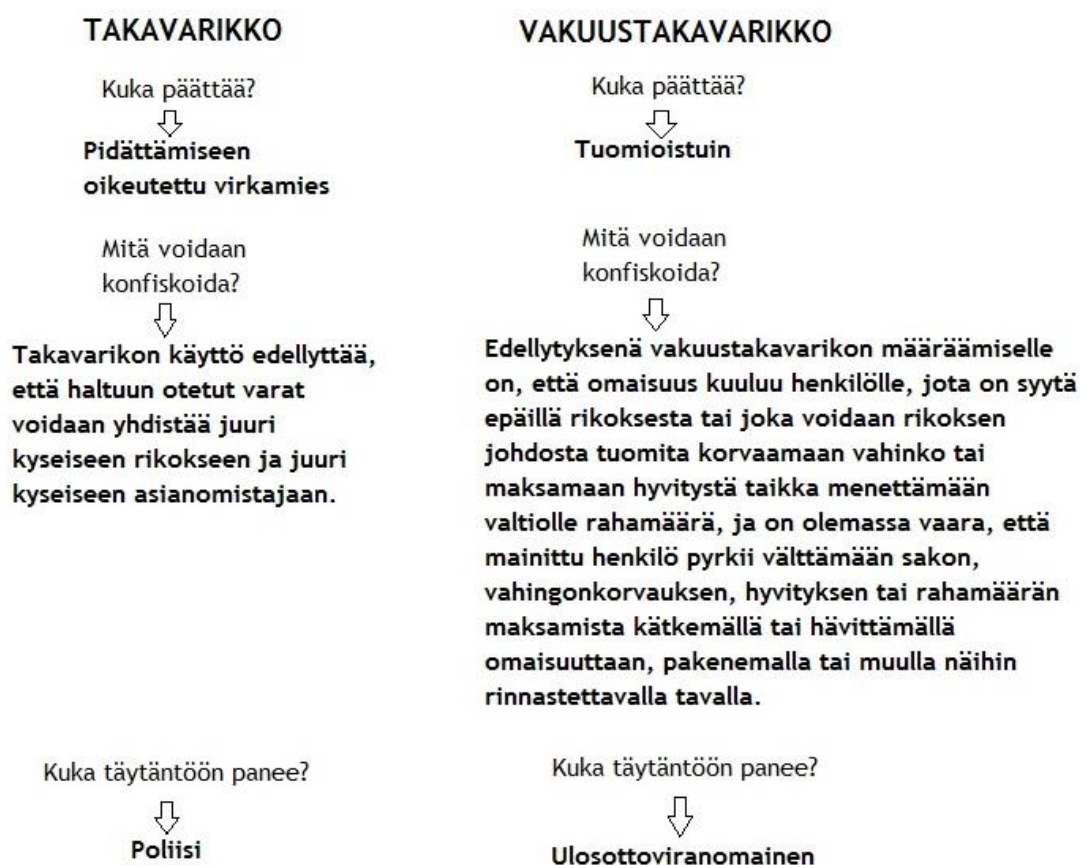 TAKAVARIKKO
Kuka päättää?
Pidättämiseen
oikeutettu virkamies
Mitä voidaan
konfiskoida?
Takavarikon käyttö edellyttää,
että haltuun otetut varat
voidaan yhdistää juuri
kyseiseen rikokseen ja juuri
kyseiseen asianomistajaan.
Kuka täytäntöön panee?
Poliisi
VAKUUSTAKAVARIKKO
Kuka päättää?
Tuomioistuin
Mitä voidaan
konfiskoida?
Edellytyksenä vakuustakavarikon määräämiselle
on, että omaisuus kuuluu henkilölle, jota on syytä
epäillä rikoksesta tai joka voidaan rikoksen
johdosta tuomita korvaamaan vahinko tai
maksamaan hyvitystä taikka menettämään
valtiolle rahamäärä, ja on olemassa vaara, että
mainittu henkilö pyrkii välttämään sakon,
vahingonkorvauksen, hyvityksen tai rahamäärän
maksamista kätkemällä tai hävittämällä
omaisuuttaan, pakenemalla tai muulla näihin
rinnastettavalla tavalla.
Kuka täytäntöön panee?
Ulosottoviranomainen